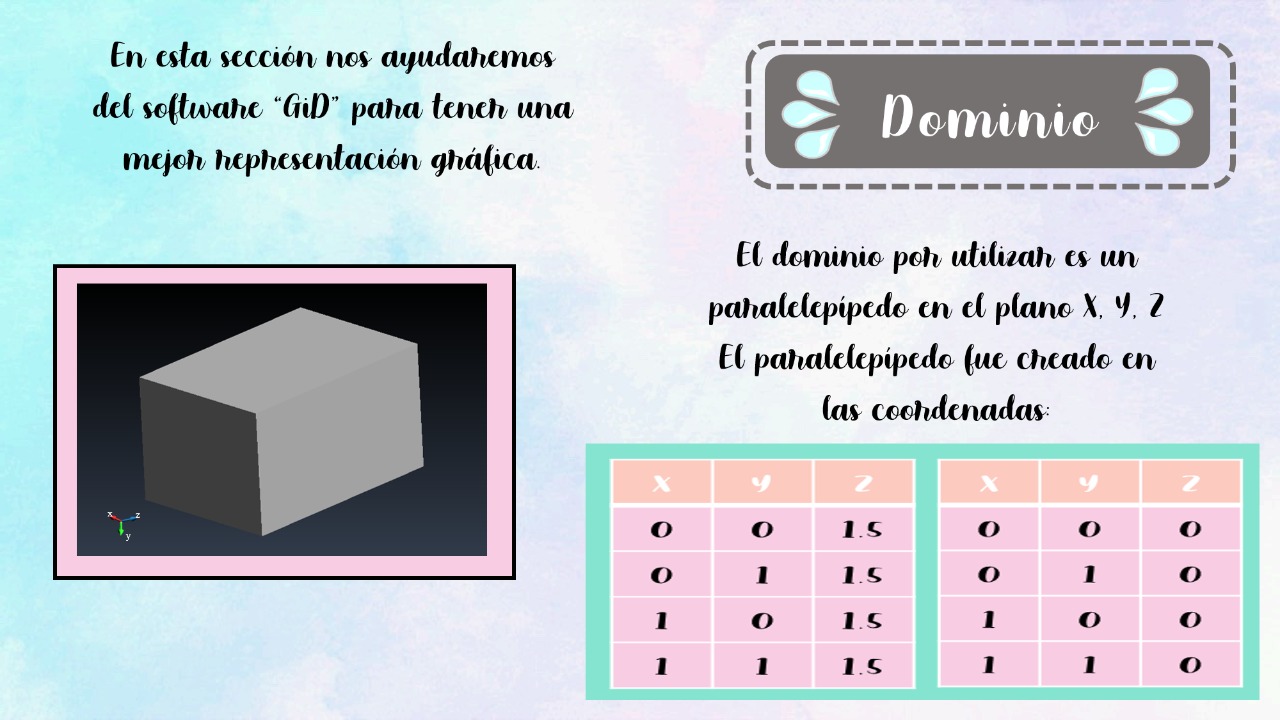 En esta sección nos ayudaremos
del software “GiD” para tener una
mejor representación gráfica.
Dominio
El dominio por utilizar es un
paralelepípedo en el plano X, Y, Z
El paralelepípedo fue creado en
las coordenadas:
x z
y
X Y Z
0 0 1.5
0 1 1.5
1 0 1.5
1 1 1.5
X Y Z
0 0 0
0 1 0
1 0 0
1 1 0